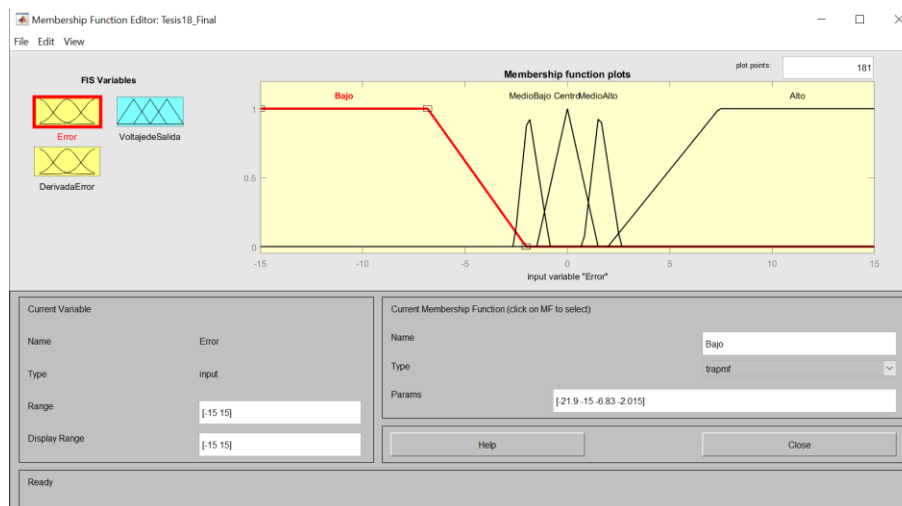 Membership Function Editor: Tesis18_Final
File Edit View
FIS Variables
Error
VoltajedeSalida
DerivadaError
Membership function plots
plot points:
181
Bajo
MedioBajo
Centro
MedioAlto
Alto
1
0.5
0
-15 -10 -5 0 5 10 15
input variable "Error"
Current Variable
Name Error
Type input
Range [-15 15]
Display Range [-15 15]
Current Membership Function (click on MF to select)
Name Bajo
Type trapmf
Params [-21.9 -15 -6.83 -2.015]
Help Close
Ready